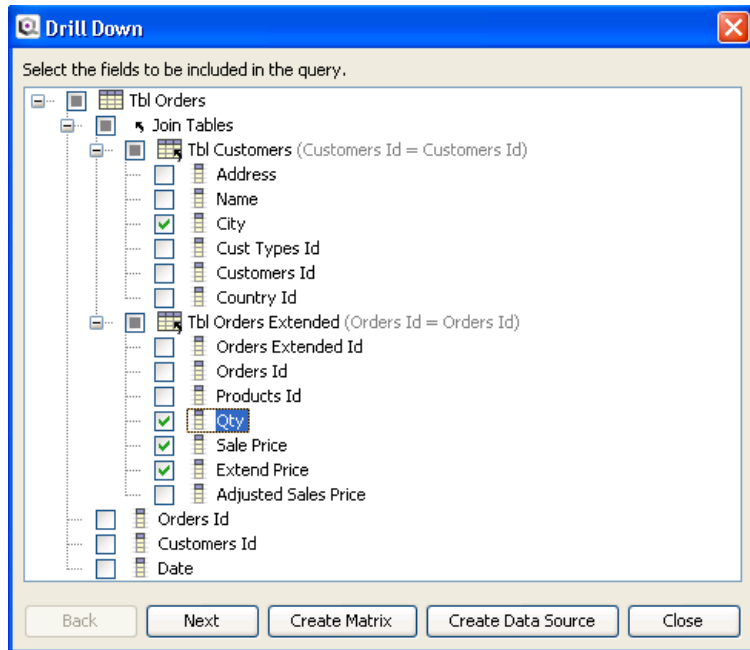 Drill Down
Select the fields to be included in the query.
Tbl Orders
Join Tables
Tbl Customers (Customers Id = Customers Id)
Address
Name
City
Cust Types Id
Customers Id
Country Id
Tbl Orders Extended (Orders Id = Orders Id)
Orders Extended Id
Orders Id
Products Id
Qty
Sale Price
Extend Price
Adjusted Sales Price
Orders Id
Customers Id
Date
Back Next Create Matrix Create Data Source Close